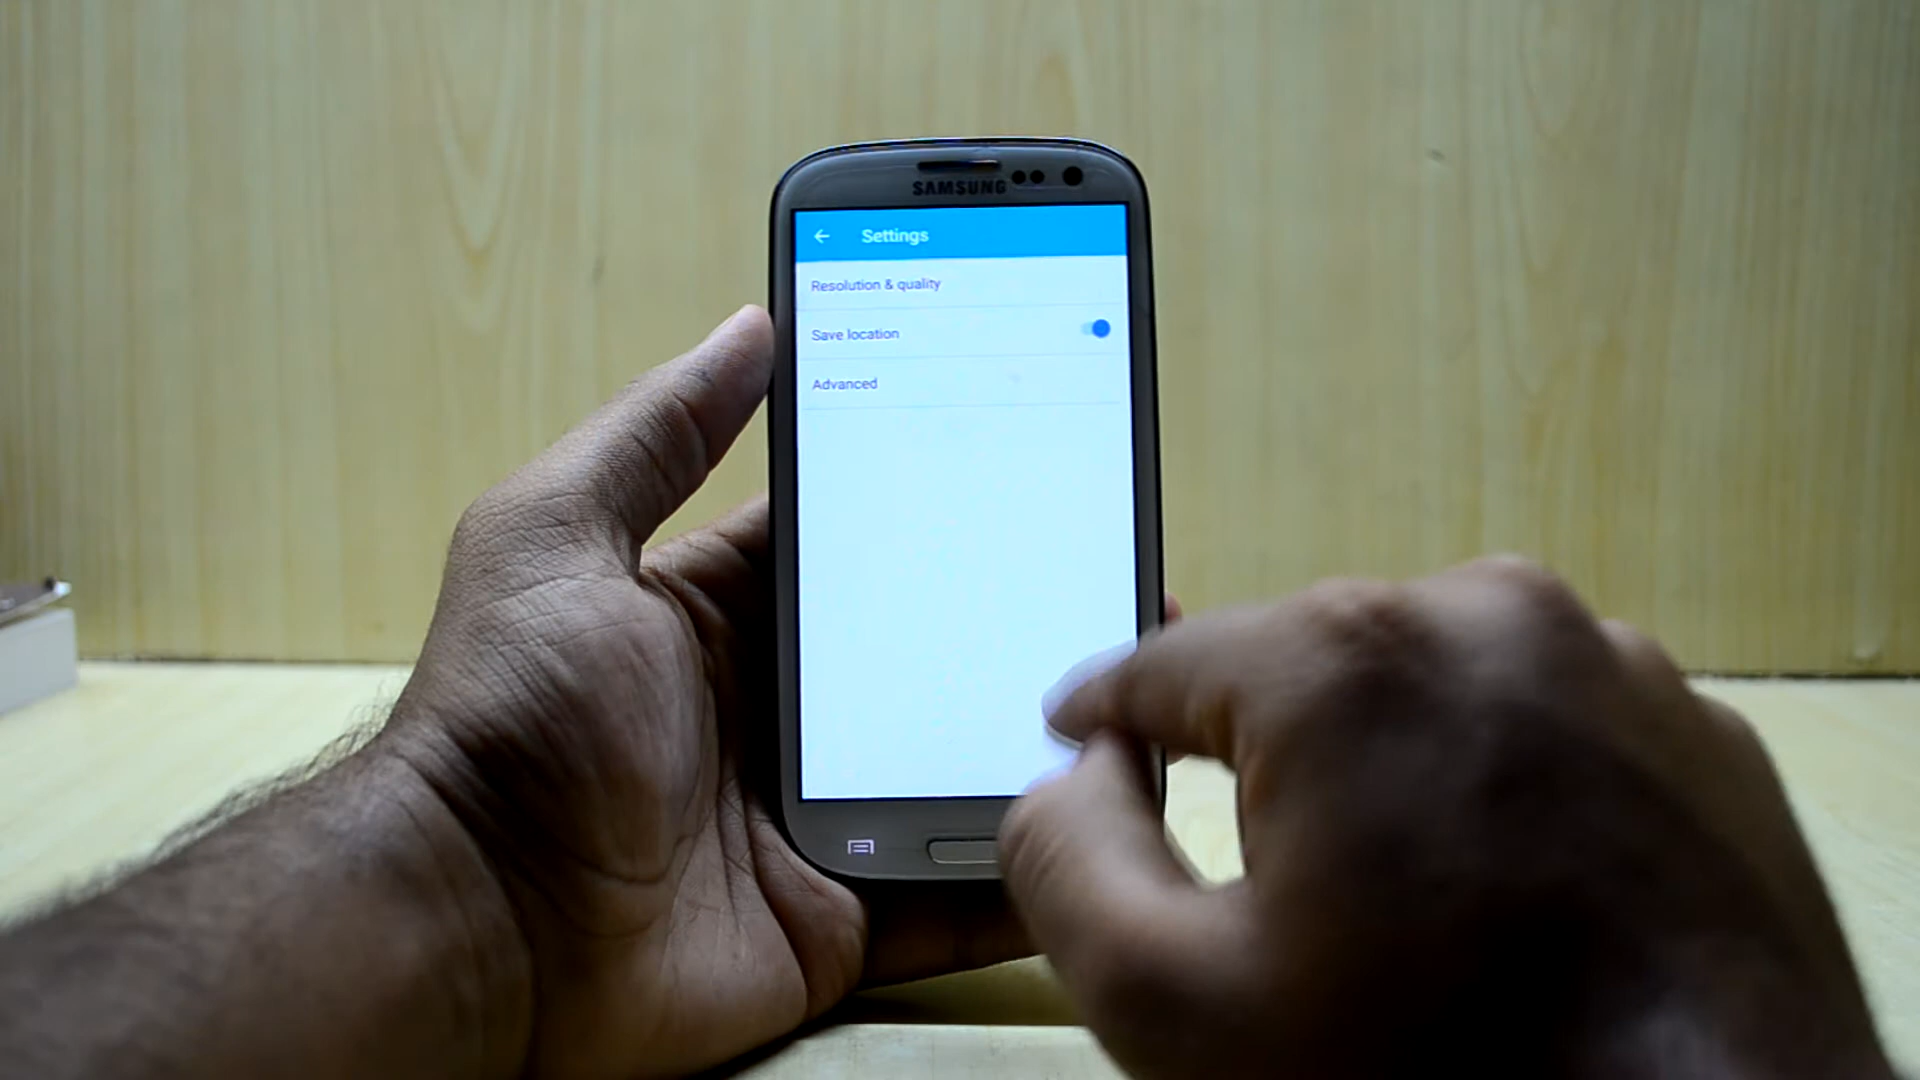 SAMSUNG
Settings
Resolution & quality
Save location
Advanced